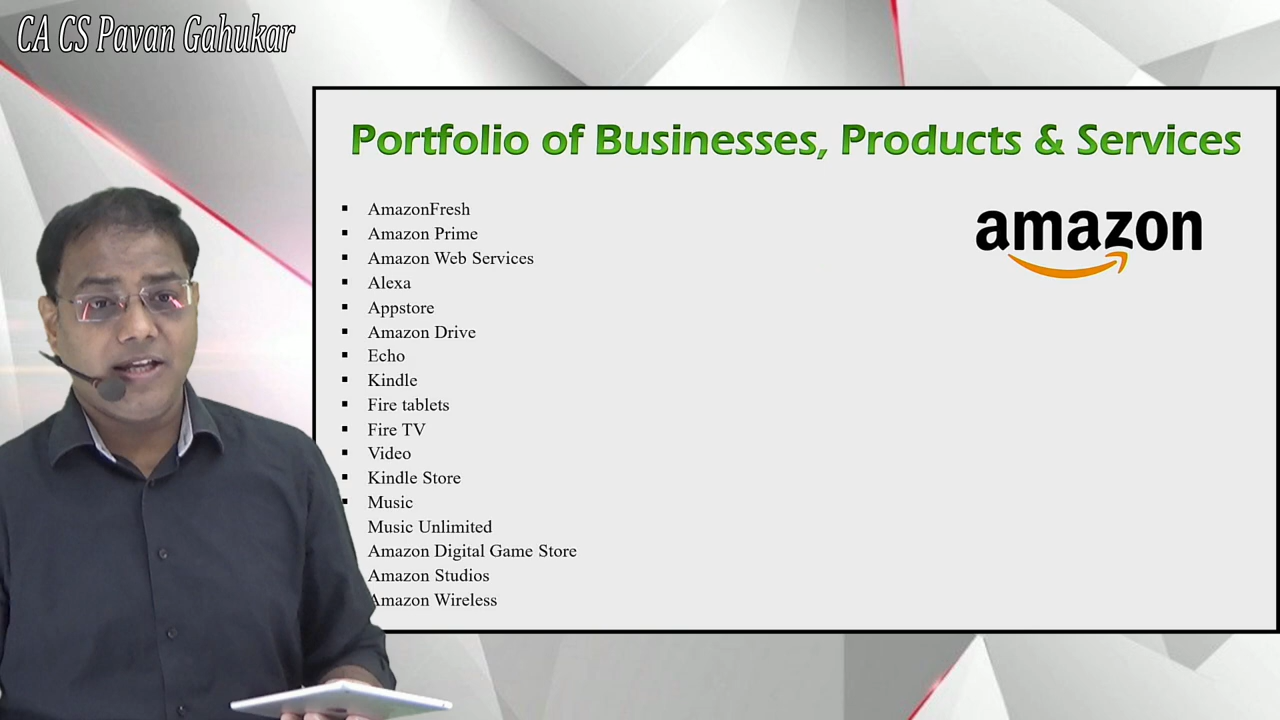 CA CS Pavan Gahukar
Portfolio of Businesses, Products & Services
AmazonFresh
Amazon Prime
Amazon Web Services
Alexa
Appstore
Amazon Drive
Echo
Kindle
Fire tablets
Fire TV
Video
Kindle Store
Music
Music Unlimited
Amazon Digital Game Store
Amazon Studios
Amazon Wireless
amazon